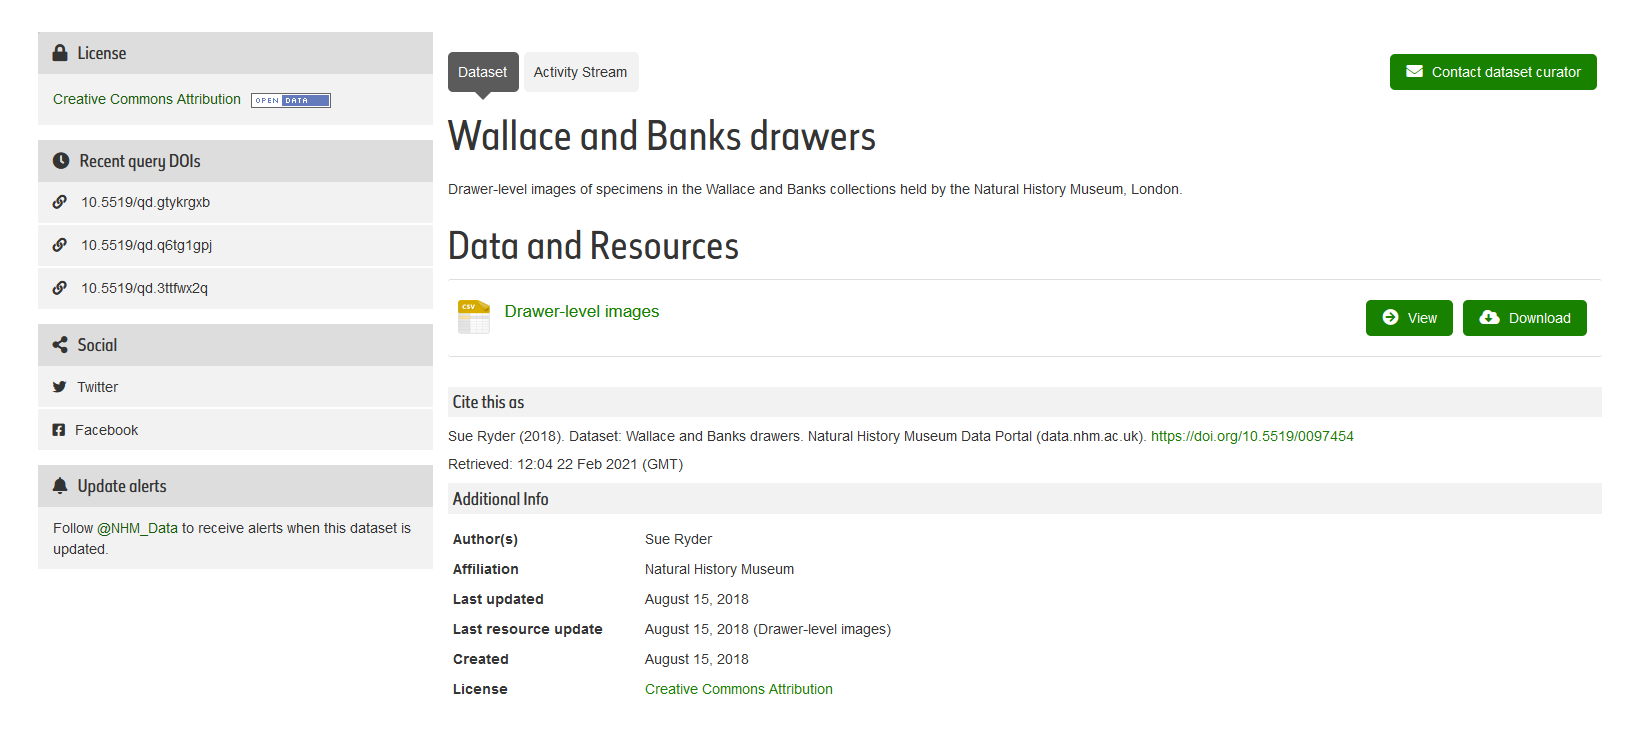 License
Creative Commons Attribution OPEN DATA
Recent query DOIs
10.5519/qd.gtykrgxb
10.5519/qd.q6tg1gpj
10.5519/qd.3ttfwx2q
Social
Twitter
Facebook
Update alerts
Follow @NHM_Data to receive alerts when this dataset is
updated.
Dataset Activity Stream
Contact dataset curator
Wallace and Banks drawers
Drawer-level images of specimens in the Wallace and Banks collections held by the Natural History Museum, London.
Data and Resources
CSV Drawer-level images
View Download
Cite this as
Sue Ryder (2018). Dataset: Wallace and Banks drawers. Natural History Museum Data Portal (data.nhm.ac.uk). https://doi.org/10.5519/0097454
Retrieved: 12:04 22 Feb 2021 (GMT)
Additional Info
Author(s) Sue Ryder
Affiliation Natural History Museum
Last updated August 15, 2018
Last resource update August 15, 2018 (Drawer-level images)
Created August 15, 2018
License Creative Commons Attribution